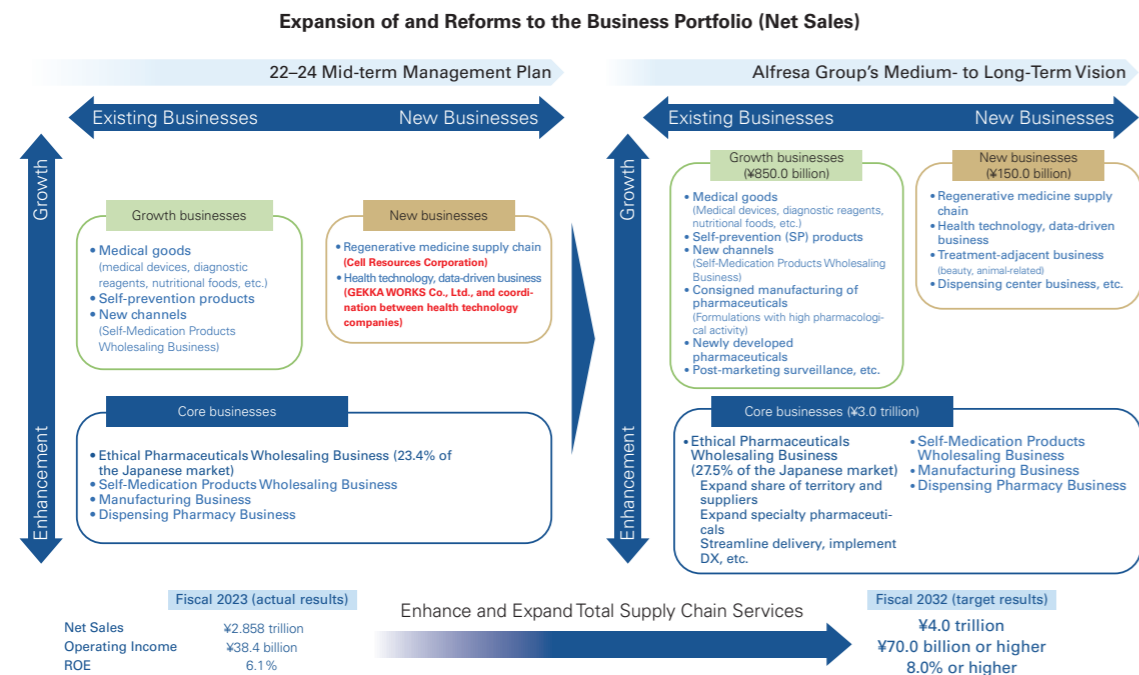 Expansion of and Reforms to the Business Portfolio (Net Sales)
22–24 Mid-term Management Plan
Existing Businesses
New Businesses
Growth
Enhancement
Growth businesses
• Medical goods
(medical devices, diagnostic
reagents, nutritional foods, etc.)
• Self-prevention products
• New channels
(Self-Medication Products
Wholesaling Business)
New businesses
• Regenerative medicine supply chain
(Cell Resources Corporation)
• Health technology, data-driven business
(GEKKA WORKS Co., Ltd., and coordi-
nation between health technology
companies)
Core businesses
• Ethical Pharmaceuticals Wholesaling Business (23.4% of
the Japanese market)
• Self-Medication Products Wholesaling Business
• Manufacturing Business
• Dispensing Pharmacy Business
Alfresa Group's Medium- to Long-Term Vision
Existing Businesses
New Businesses
Growth
Enhancement
Growth businesses
(¥850.0 billion)
• Medical goods
(Medical devices, diagnostic reagents,
nutritional foods, etc.)
• Self-prevention (SP) products
• New channels
(Self-Medication Products Wholesaling
Business)
• Consigned manufacturing of
pharmaceuticals
(Formulations with high pharmacologi-
cal activity)
• Newly developed
pharmaceuticals
• Post-marketing surveillance, etc.
New businesses
(¥150.0 billion)
• Regenerative medicine supply
chain
• Health technology, data-driven
business
• Treatment-adjacent business
(beauty, animal-related)
• Dispensing center business, etc.
Core businesses (¥3.0 trillion)
• Ethical Pharmaceuticals
Wholesaling Business
(27.5% of the Japanese market)
Expand share of territory and
suppliers
Expand specialty pharmaceuti-
cals
Streamline delivery, implement
DX, etc.
• Self-Medication Products
Wholesaling Business
• Manufacturing Business
• Dispensing Pharmacy Business
Fiscal 2023 (actual results)
Net Sales ¥2.858 trillion
Operating Income ¥38.4 billion
ROE 6.1%
Enhance and Expand Total Supply Chain Services
Fiscal 2032 (target results)
¥4.0 trillion
¥70.0 billion or higher
8.0% or higher